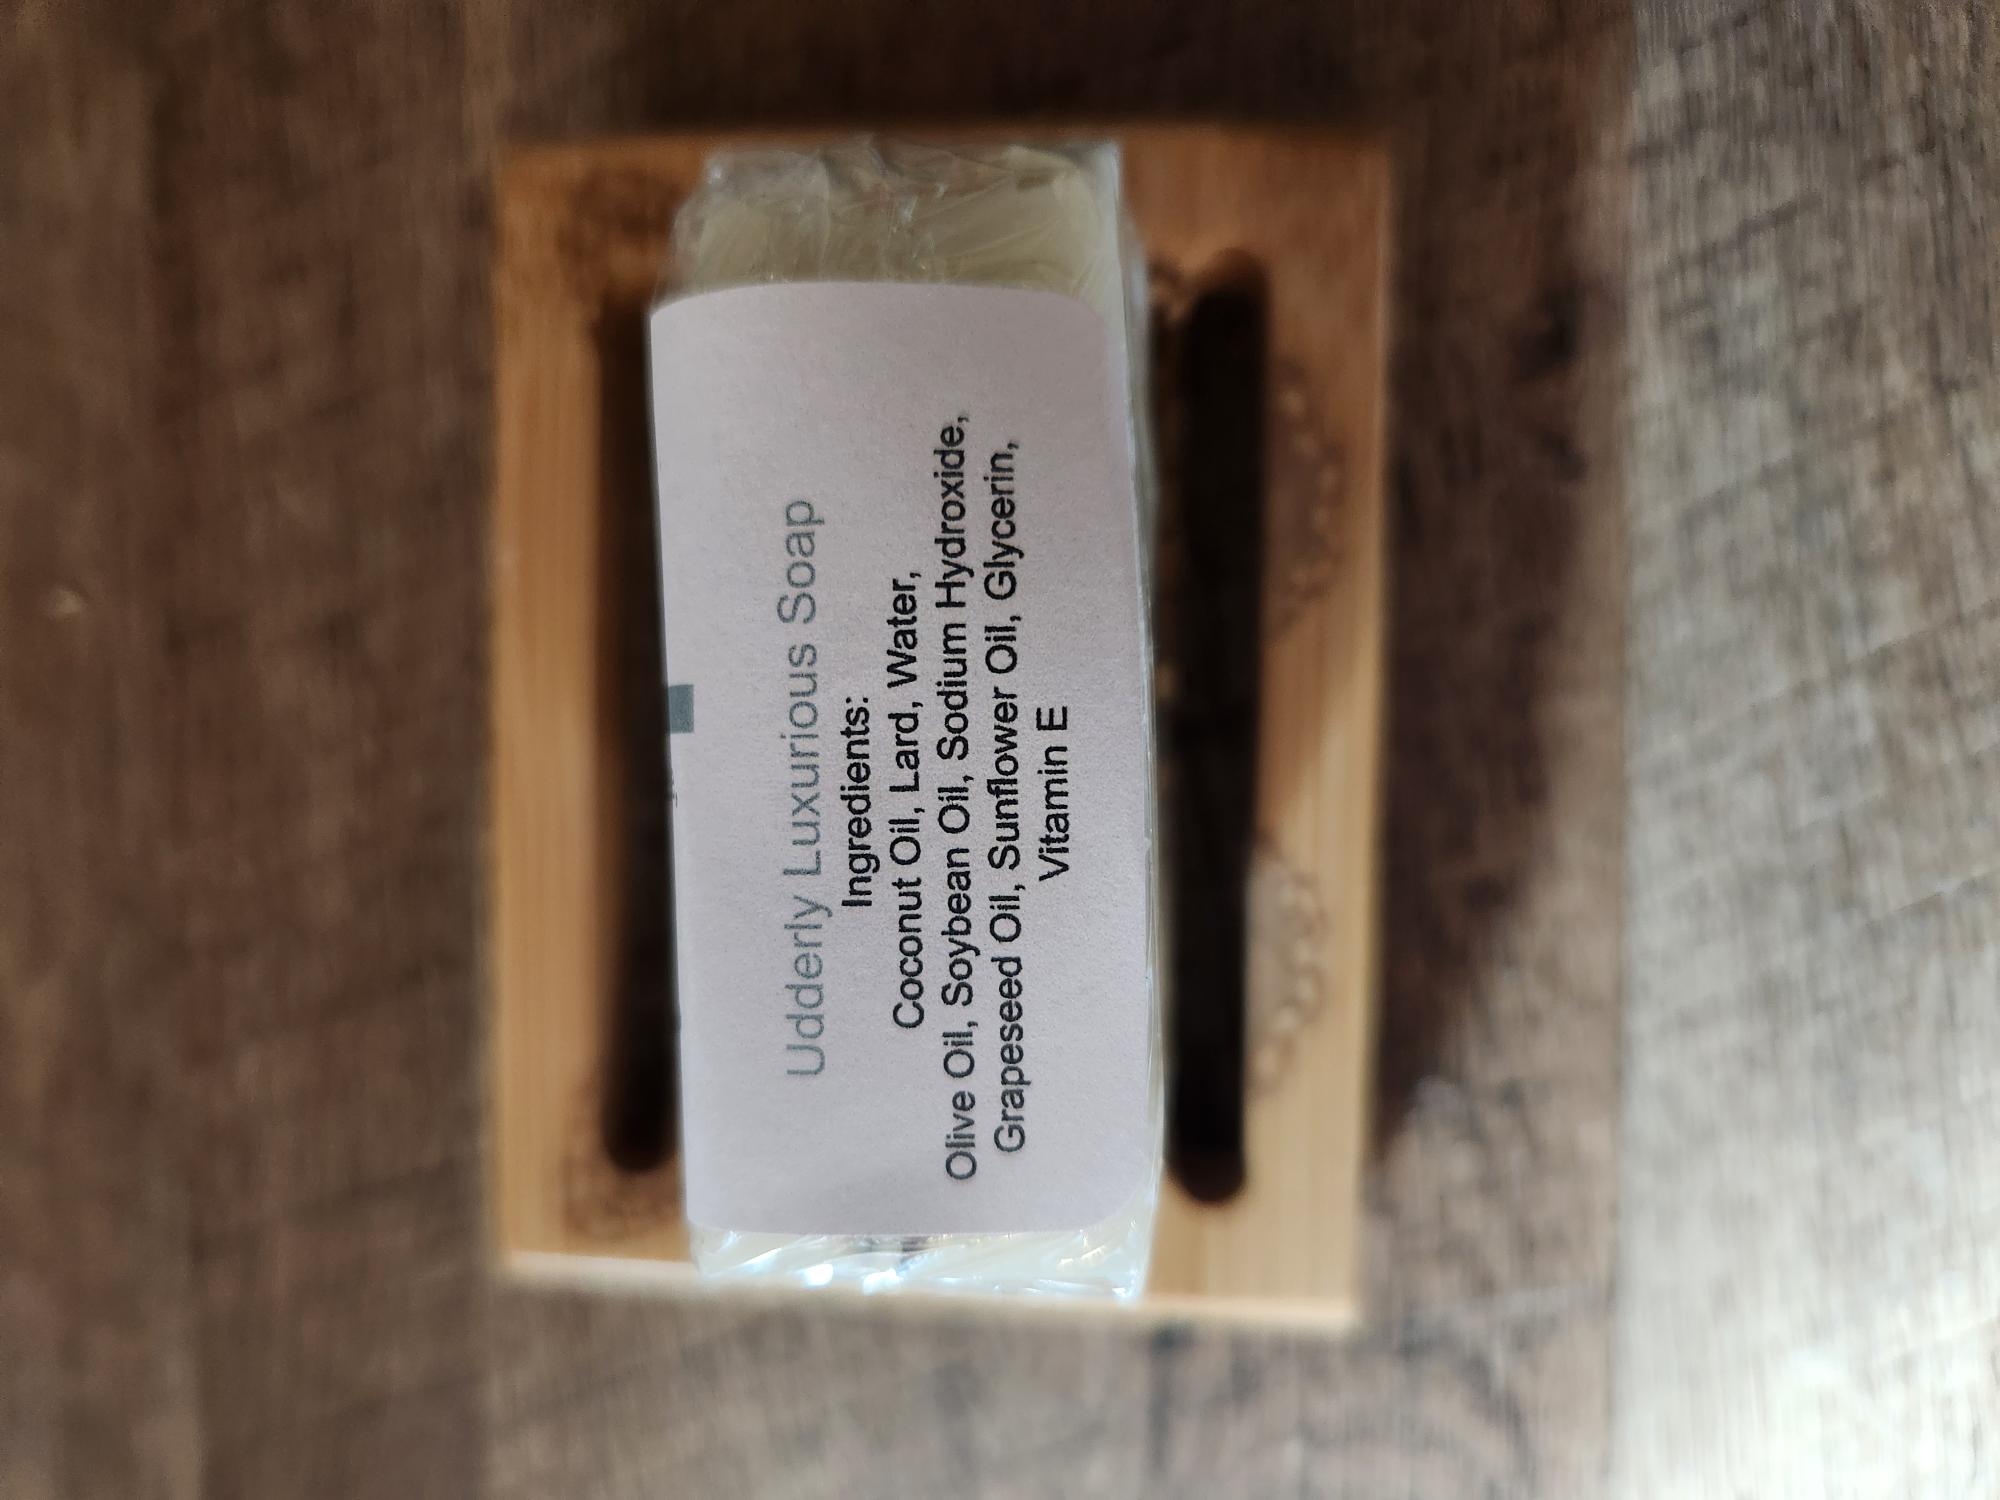 Udderly Luxurious Soap
Ingredients:
Coconut Oil, Lard, Water,
Olive Oil, Soybean Oil, Sodium Hydroxide,
Grapeseed Oil, Sunflower Oil, Glycerin,
Vitamin E